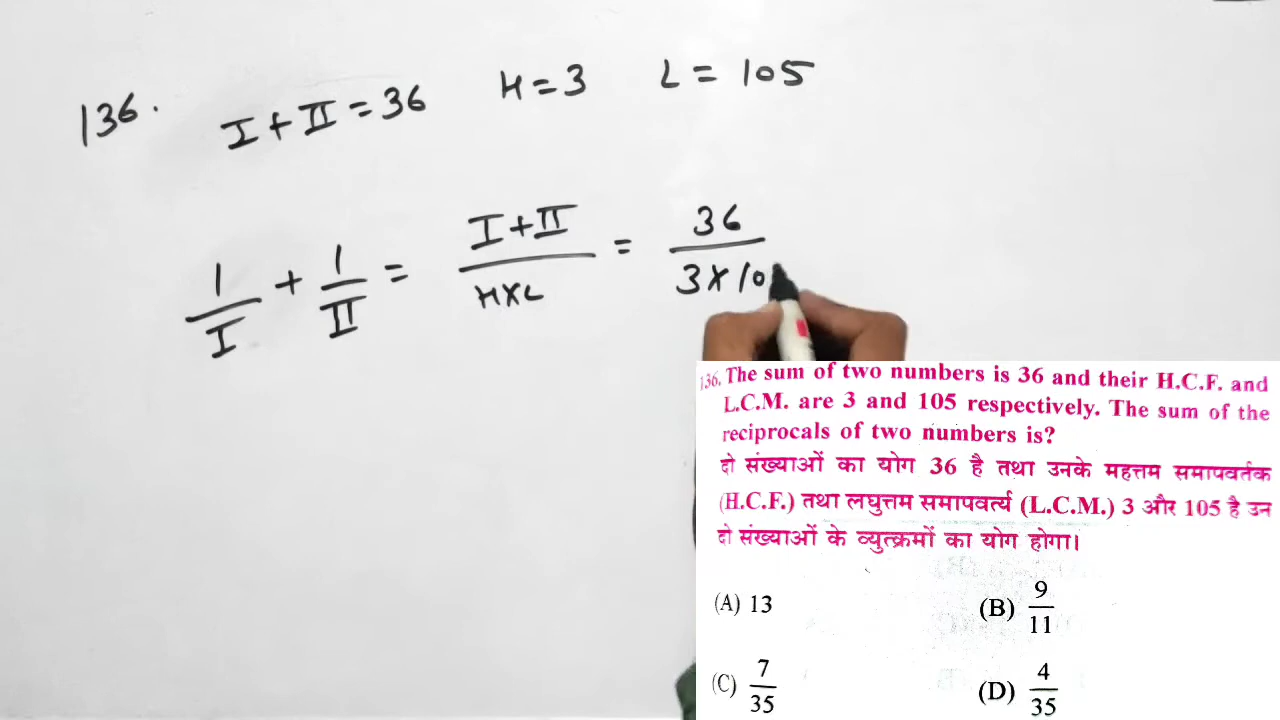 136. I + II = 36 H = 3 L = 105
1/I + 1/II = I + II/H×L = 36/3×10
136. The sum of two numbers is 36 and their H.C.F. and
L.C.M. are 3 and 105 respectively. The sum of the
reciprocals of two numbers is?
दो संख्याओं का योग 36 है तथा उनके महत्तम समापवर्तक
(H.C.F.) तथा लघुत्तम समापवर्त्य (L.C.M.) 3 और 105 है उन
दो संख्याओं के व्युत्क्रमों का योग होगा।
(A) 13 (B) 9/11
(C) 7/35 (D) 4/35